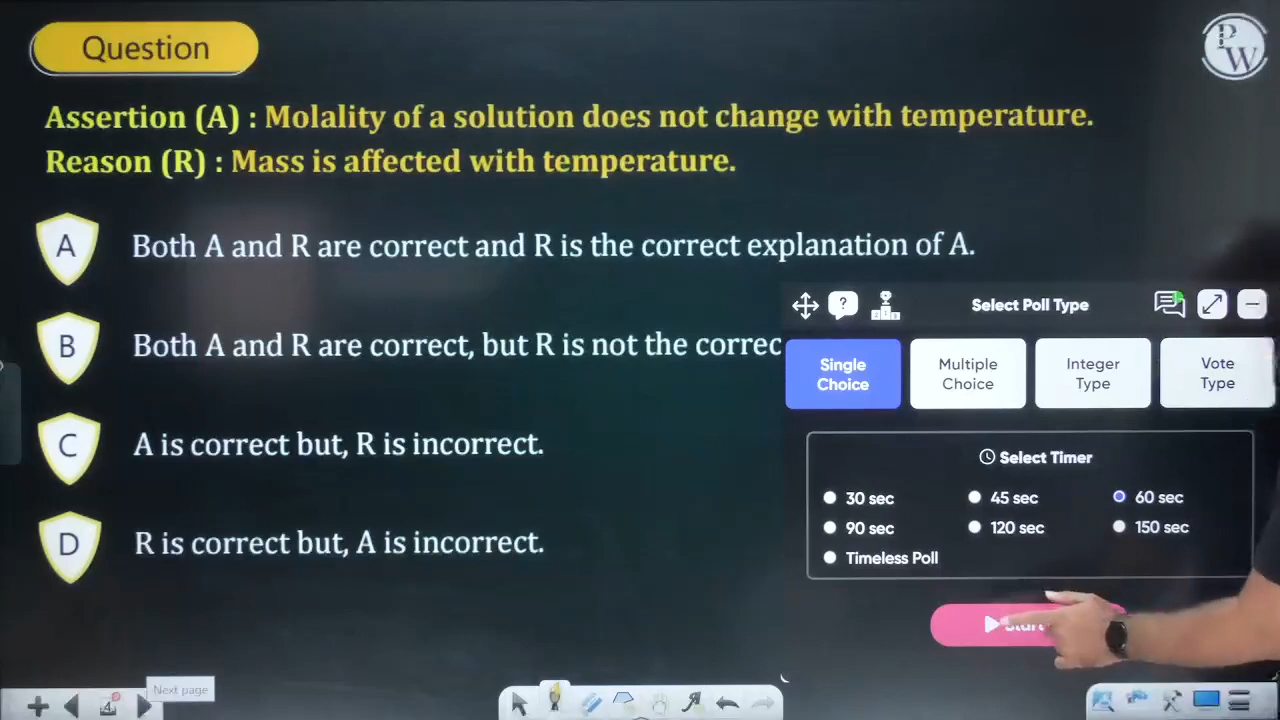 Question
PW
Assertion (A) : Molality of a solution does not change with temperature.
Reason (R) : Mass is affected with temperature.
A Both A and R are correct and R is the correct explanation of A.
B Both A and R are correct, but R is not the correc
C A is correct but, R is incorrect.
D R is correct but, A is incorrect.
? Select Poll Type
Single Choice
Multiple Choice
Integer Type
Vote Type
Select Timer
30 sec 45 sec 60 sec
90 sec 120 sec 150 sec
Timeless Poll
Next page